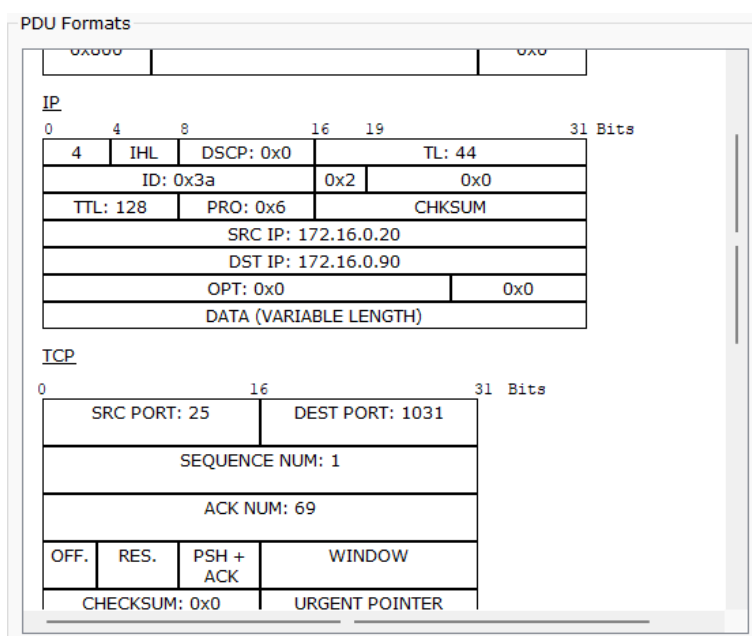 PDU Formats
0x800 0x0
IP
0 4 8 16 19 31 Bits
4 IHL DSCP: 0x0 TL: 44
ID: 0x3a 0x2 0x0
TTL: 128 PRO: 0x6 CHKSUM
SRC IP: 172.16.0.20
DST IP: 172.16.0.90
OPT: 0x0 0x0
DATA (VARIABLE LENGTH)
TCP
0 16 31 Bits
SRC PORT: 25 DEST PORT: 1031
SEQUENCE NUM: 1
ACK NUM: 69
OFF. RES. PSH + WINDOW
ACK
CHECKSUM: 0x0 URGENT POINTER